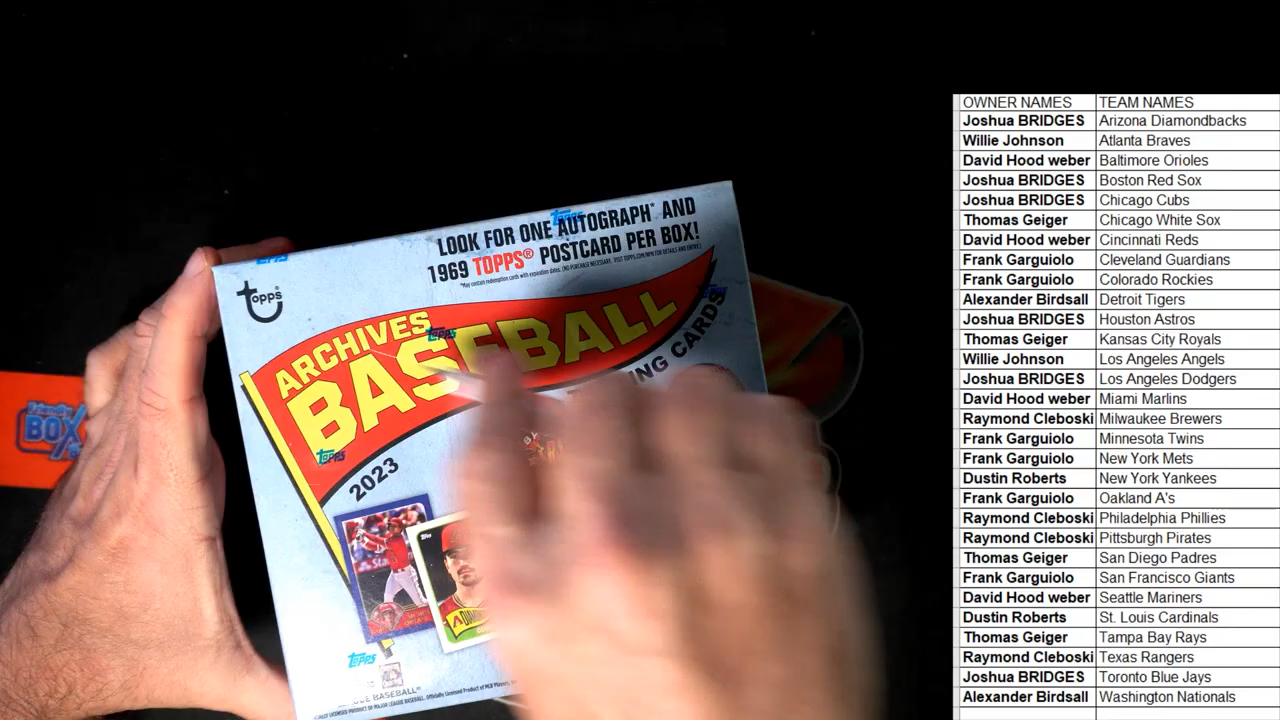 LOOK FOR ONE AUTOGRAPH* AND
1969 TOPPS® POSTCARD PER BOX!
Topps
ARCHIVES
BASEBALL
ING CARDS
2023
Friendly
BOX
Topps
OWNER NAMES TEAM NAMES
Joshua BRIDGES Arizona Diamondbacks
Willie Johnson Atlanta Braves
David Hood weber Baltimore Orioles
Joshua BRIDGES Boston Red Sox
Joshua BRIDGES Chicago Cubs
Thomas Geiger Chicago White Sox
David Hood weber Cincinnati Reds
Frank Garguiolo Cleveland Guardians
Frank Garguiolo Colorado Rockies
Alexander Birdsall Detroit Tigers
Joshua BRIDGES Houston Astros
Thomas Geiger Kansas City Royals
Willie Johnson Los Angeles Angels
Joshua BRIDGES Los Angeles Dodgers
David Hood weber Miami Marlins
Raymond Cleboski Milwaukee Brewers
Frank Garguiolo Minnesota Twins
Frank Garguiolo New York Mets
Dustin Roberts New York Yankees
Frank Garguiolo Oakland A's
Raymond Cleboski Philadelphia Phillies
Raymond Cleboski Pittsburgh Pirates
Thomas Geiger San Diego Padres
Frank Garguiolo San Francisco Giants
David Hood weber Seattle Mariners
Dustin Roberts St. Louis Cardinals
Thomas Geiger Tampa Bay Rays
Raymond Cleboski Texas Rangers
Joshua BRIDGES Toronto Blue Jays
Alexander Birdsall Washington Nationals